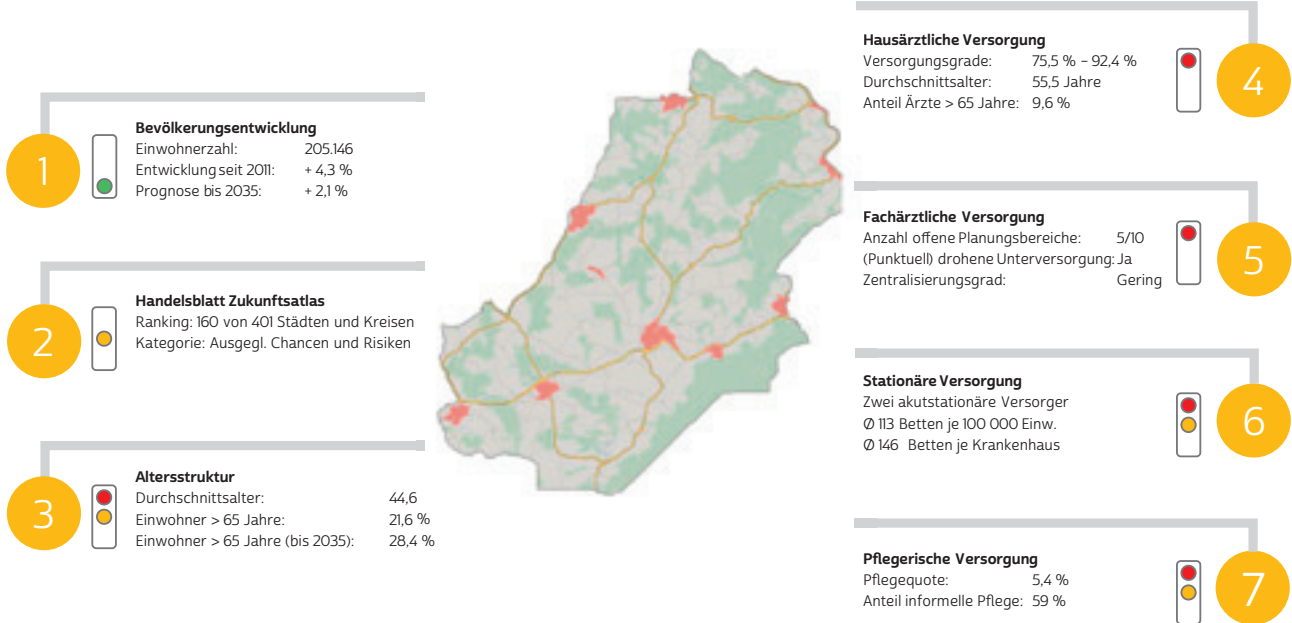 1
Bevölkerungsentwicklung
Einwohnerzahl: 205.146
Entwicklung seit 2011: + 4,3 %
Prognose bis 2035: + 2,1 %
2
Handelsblatt Zukunftsatlas
Ranking: 160 von 401 Städten und Kreisen
Kategorie: Ausgegl. Chancen und Risiken
3
Altersstruktur
Durchschnittsalter: 44,6
Einwohner > 65 Jahre: 21,6 %
Einwohner > 65 Jahre (bis 2035): 28,4 %
4
Hausärztliche Versorgung
Versorgungsgrade: 75,5 % – 92,4 %
Durchschnittsalter: 55,5 Jahre
Anteil Ärzte > 65 Jahre: 9,6 %
5
Fachärztliche Versorgung
Anzahl offene Planungsbereiche: 5/10
(Punktuell) drohene Unterversorgung: Ja
Zentralisierungsgrad: Gering
6
Stationäre Versorgung
Zwei akutstationäre Versorger
Ø 113 Betten je 100 000 Einw.
Ø 146 Betten je Krankenhaus
7
Pflegerische Versorgung
Pflegequote: 5,4 %
Anteil informelle Pflege: 59 %